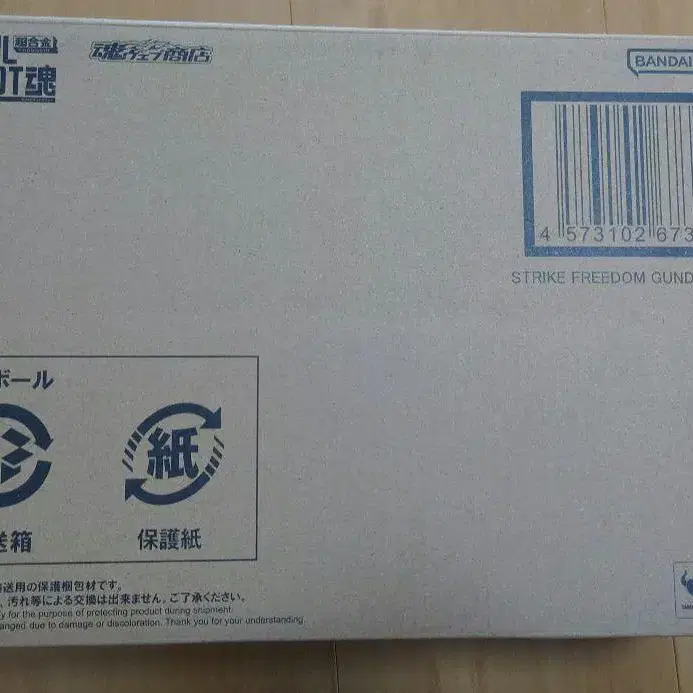 超合金
魂
魂ウェブ商店
BANDAI
4 573102 673
STRIKE FREEDOM GUND
ボール
紙
送箱
保護紙
送用の保護梱包材です。
、汚れ等による交換は出来ません。ご了承ください。
y for the purpose of protecting product during shipment.
anged due to damage or discoloration. Thank you for your understanding.